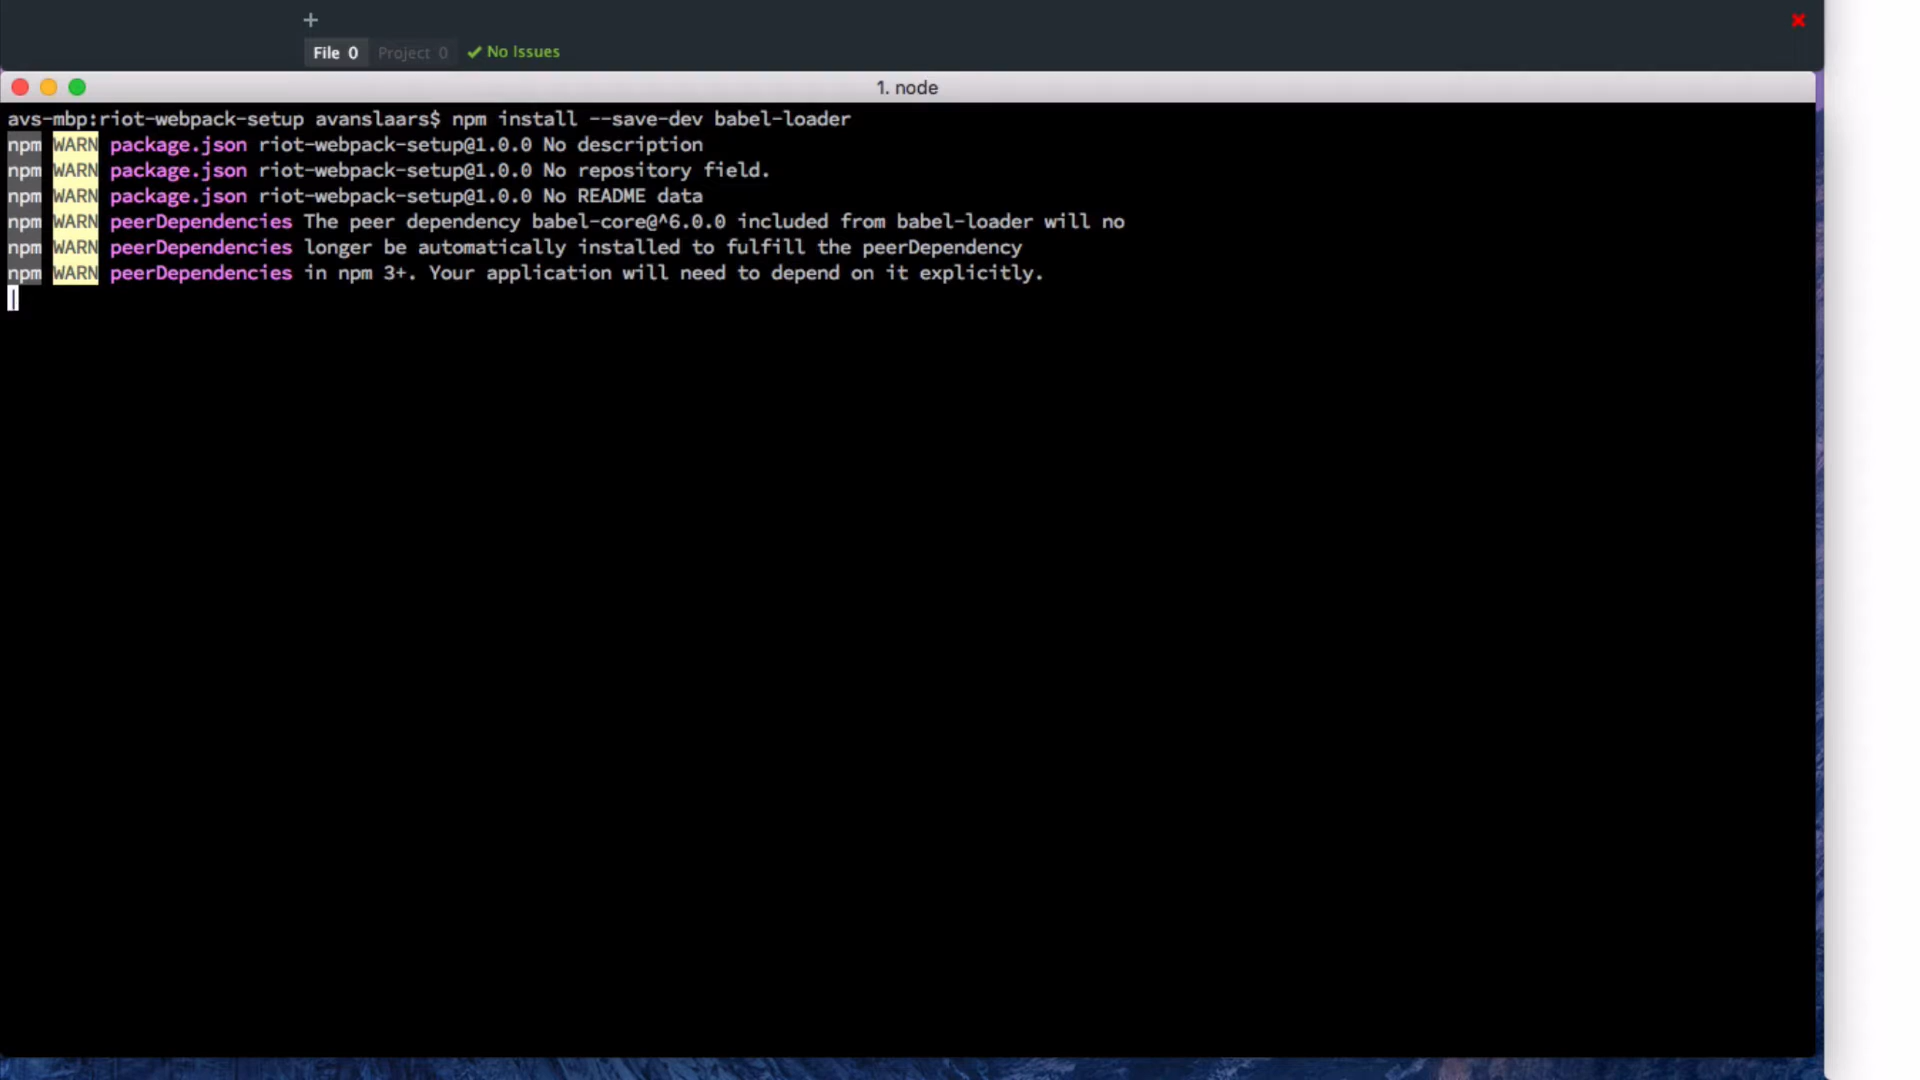 +
File 0 Project 0 ✔ No Issues
1. node
avs-mbp:riot-webpack-setup avanslaars$ npm install --save-dev babel-loader
npm WARN package.json riot-webpack-setup@1.0.0 No description
npm WARN package.json riot-webpack-setup@1.0.0 No repository field.
npm WARN package.json riot-webpack-setup@1.0.0 No README data
npm WARN peerDependencies The peer dependency babel-core@^6.0.0 included from babel-loader will no
npm WARN peerDependencies longer be automatically installed to fulfill the peerDependency
npm WARN peerDependencies in npm 3+. Your application will need to depend on it explicitly.
|